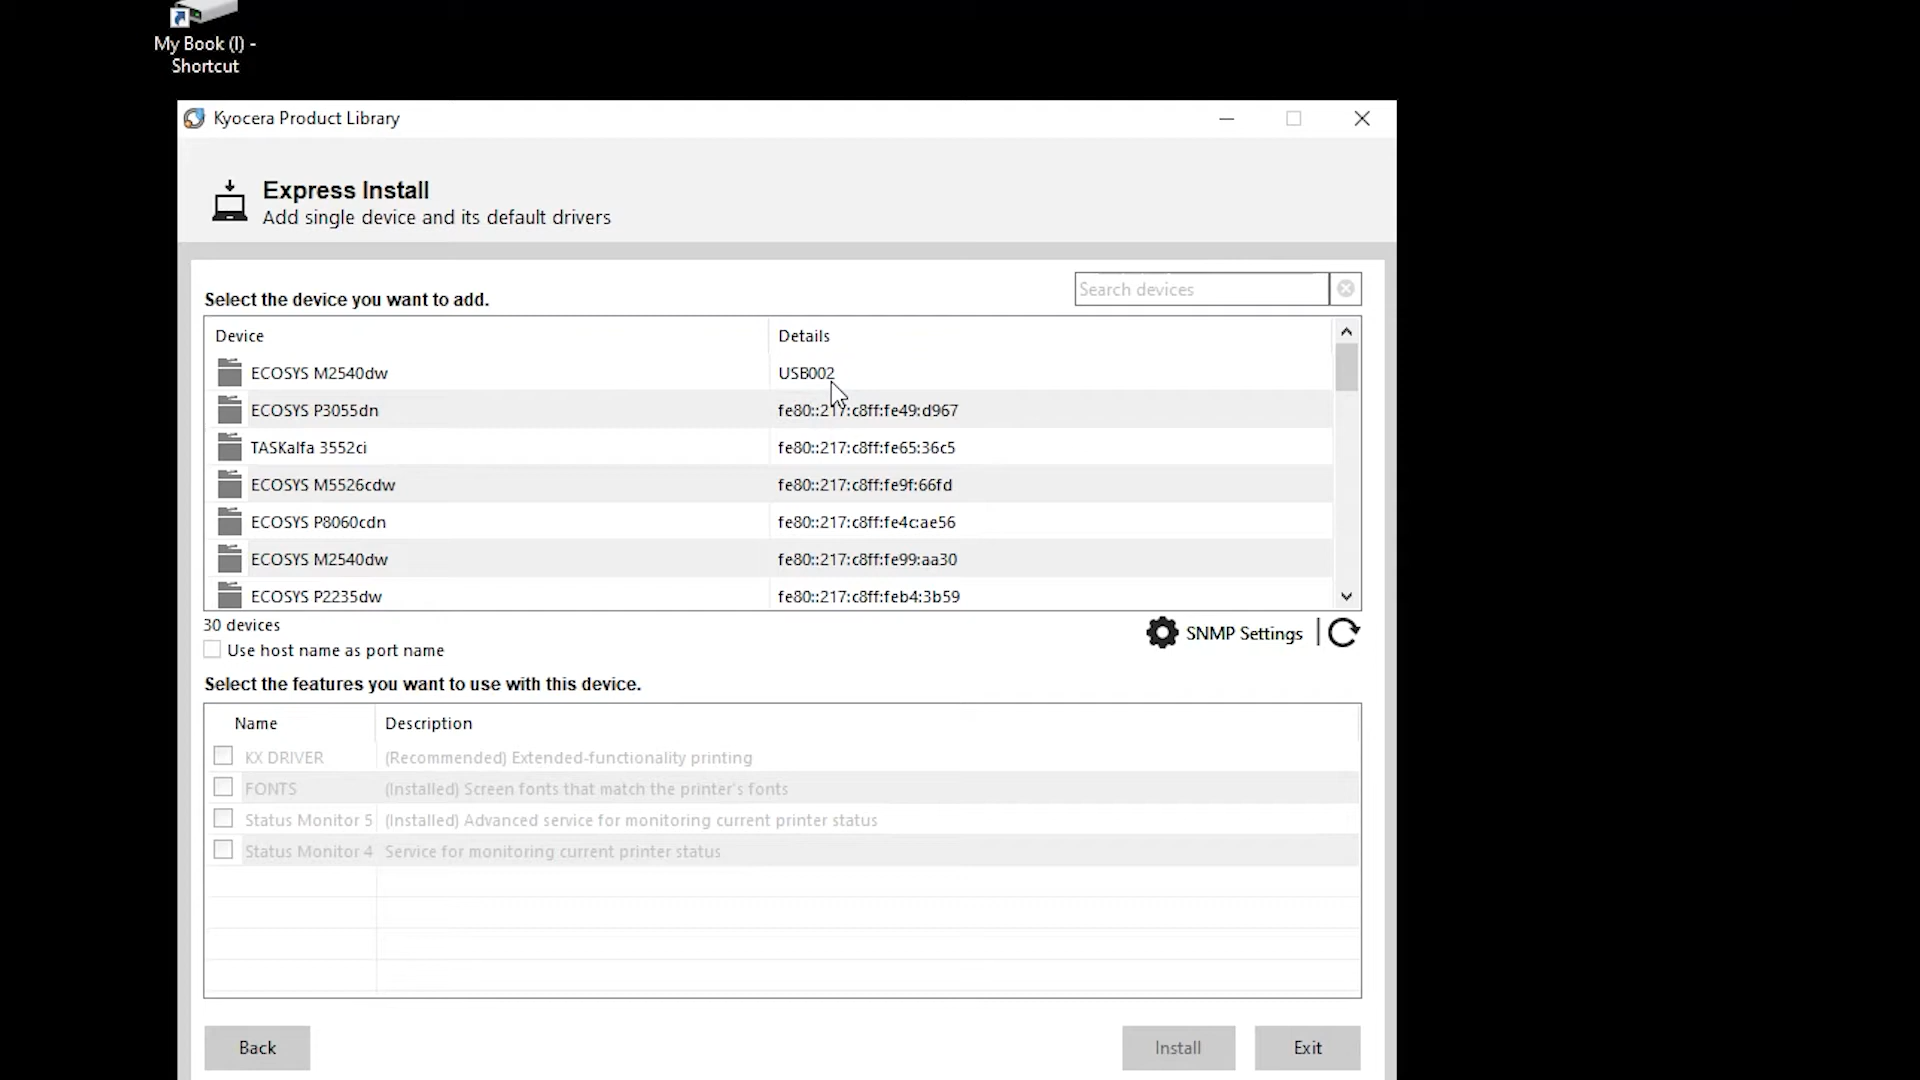 My Book (I) -
Shortcut
Kyocera Product Library
Express Install
Add single device and its default drivers
Select the device you want to add.
Search devices
Device Details
ECOSYS M2540dw USB002
ECOSYS P3055dn fe80::217:c8ff:fe49:d967
TASKalfa 3552ci fe80::217:c8ff:fe65:36c5
ECOSYS M5526cdw fe80::217:c8ff:fe9f:66fd
ECOSYS P8060cdn fe80::217:c8ff:fe4c:ae56
ECOSYS M2540dw fe80::217:c8ff:fe99:aa30
ECOSYS P2235dw fe80::217:c8ff:feb4:3b59
30 devices
SNMP Settings
Use host name as port name
Select the features you want to use with this device.
Name Description
KX DRIVER (Recommended) Extended-functionality printing
FONTS (Installed) Screen fonts that match the printer's fonts
Status Monitor 5 (Installed) Advanced service for monitoring current printer status
Status Monitor 4 Service for monitoring current printer status
Back Install Exit